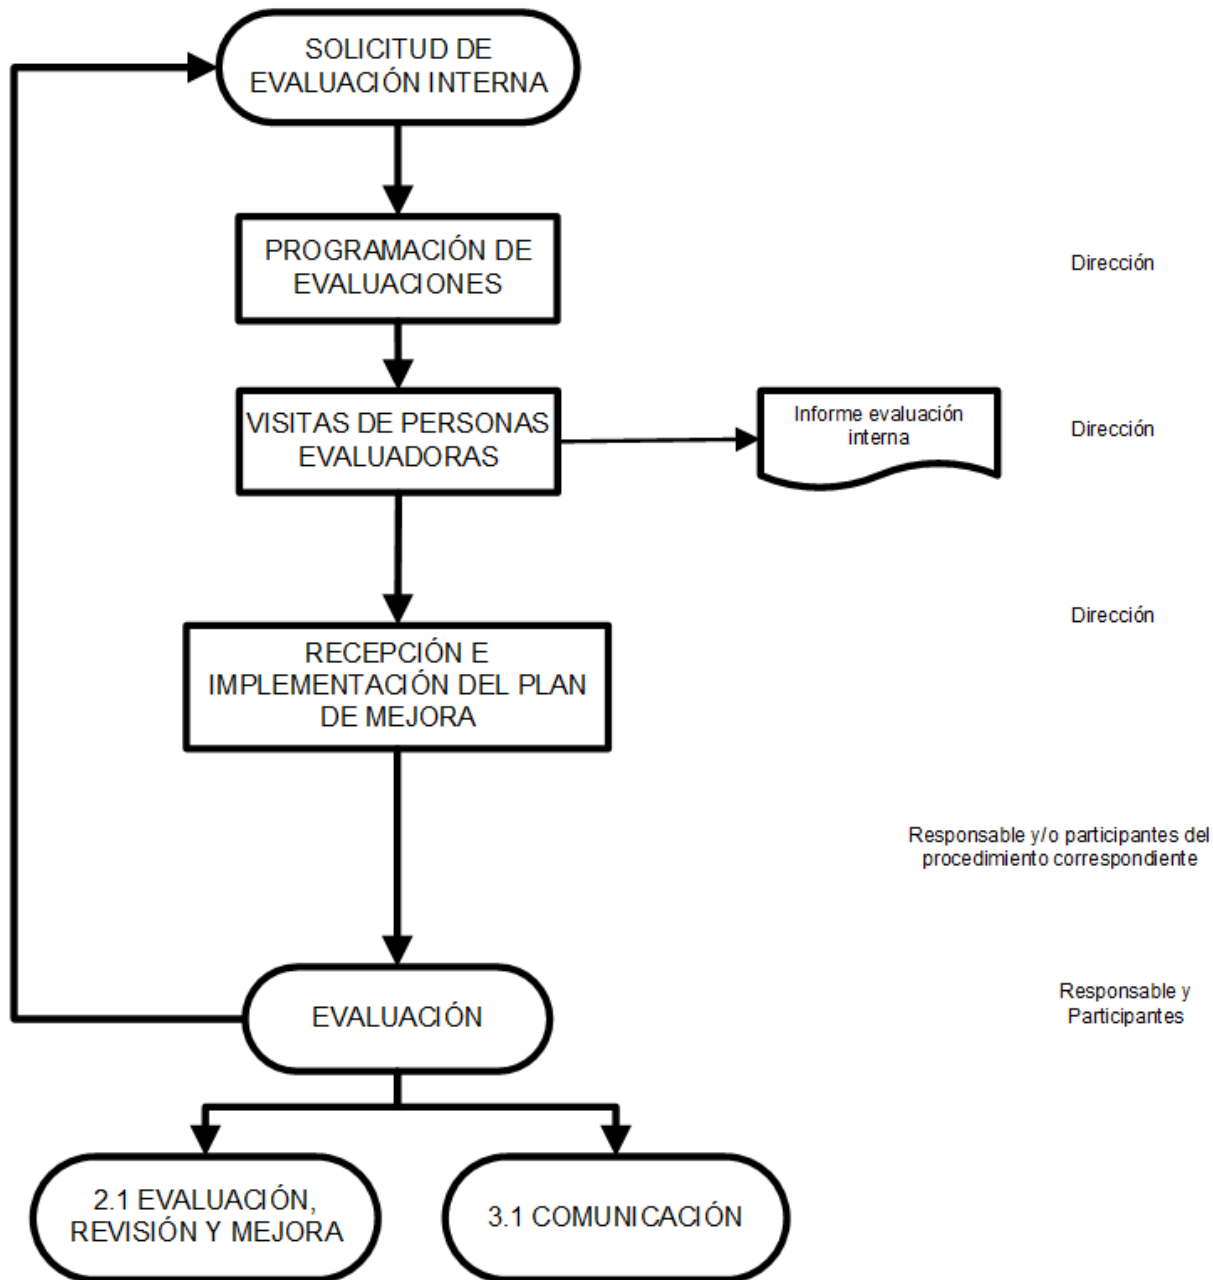 SOLICITUD DE
EVALUACIÓN INTERNA
PROGRAMACIÓN DE
EVALUACIONES
Dirección
VISITAS DE PERSONAS
EVALUADORAS
Informe evaluación
interna
Dirección
Dirección
RECEPCIÓN E
IMPLEMENTACIÓN DEL PLAN
DE MEJORA
Responsable y/o participantes del
procedimiento correspondiente
EVALUACIÓN
Responsable y
Participantes
2.1 EVALUACIÓN,
REVISIÓN Y MEJORA
3.1 COMUNICACIÓN